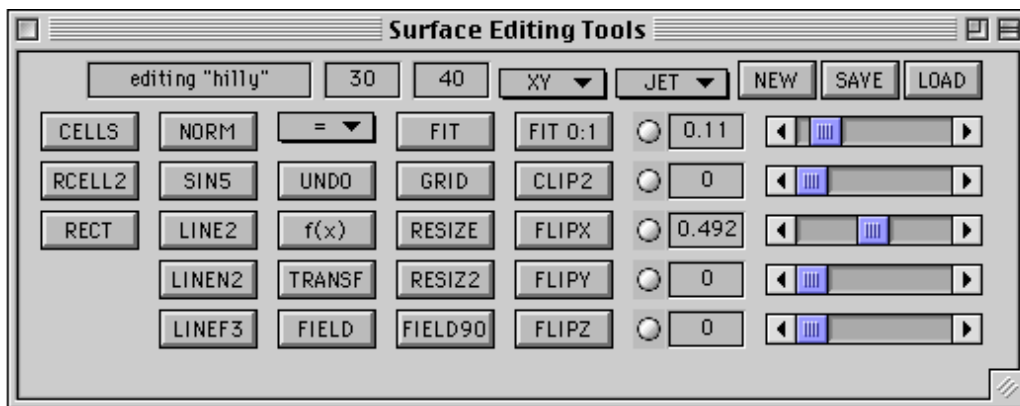 Surface Editing Tools
editing "hilly" 30 40 XY JET NEW SAVE LOAD
CELLS NORM = FIT FIT 0:1 0.11
RCELL2 SIN5 UNDO GRID CLIP2 0
RECT LINE2 f(x) RESIZE FLIPX 0.492
LINEN2 TRANSF RESIZ2 FLIPY 0
LINEF3 FIELD FIELD90 FLIPZ 0